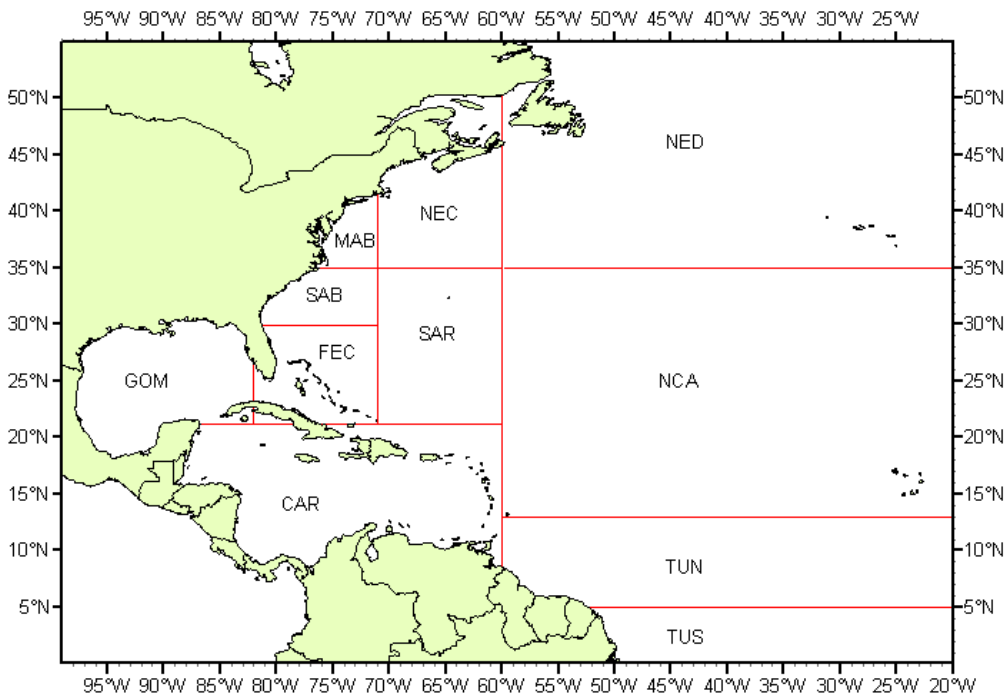 95°W 90°W 85°W 80°W 75°W 70°W 65°W 60°W 55°W 50°W 45°W 40°W 35°W 30°W 25°W
50°N 50°N
NED
45°N 45°N
40°N NEC 40°N
MAB
35°N 35°N
SAB
30°N SAR 30°N
FEC
25°N GOM NCA 25°N
20°N 20°N
15°N CAR 15°N
10°N 10°N
TUN
5°N 5°N
TUS
95°W 90°W 85°W 80°W 75°W 70°W 65°W 60°W 55°W 50°W 45°W 40°W 35°W 30°W 25°W 20°W